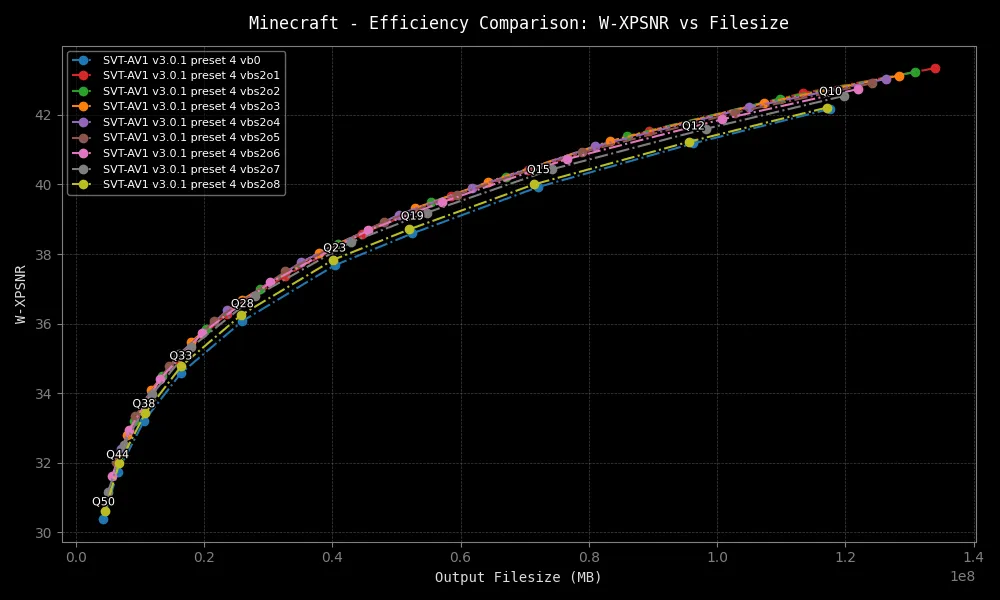 Minecraft - Efficiency Comparison: W-XPSNR vs Filesize
SVT-AV1 v3.0.1 preset 4 vb0
SVT-AV1 v3.0.1 preset 4 vbs2o1
SVT-AV1 v3.0.1 preset 4 vbs2o2
SVT-AV1 v3.0.1 preset 4 vbs2o3
SVT-AV1 v3.0.1 preset 4 vbs2o4
SVT-AV1 v3.0.1 preset 4 vbs2o5
SVT-AV1 v3.0.1 preset 4 vbs2o6
SVT-AV1 v3.0.1 preset 4 vbs2o7
SVT-AV1 v3.0.1 preset 4 vbs2o8
Q10
Q12
Q15
Q19
Q23
Q28
Q33
Q38
Q44
Q50
W-XPSNR
42
40
38
36
34
32
30
0.0 0.2 0.4 0.6 0.8 1.0 1.2 1.4
1e8
Output Filesize (MB)